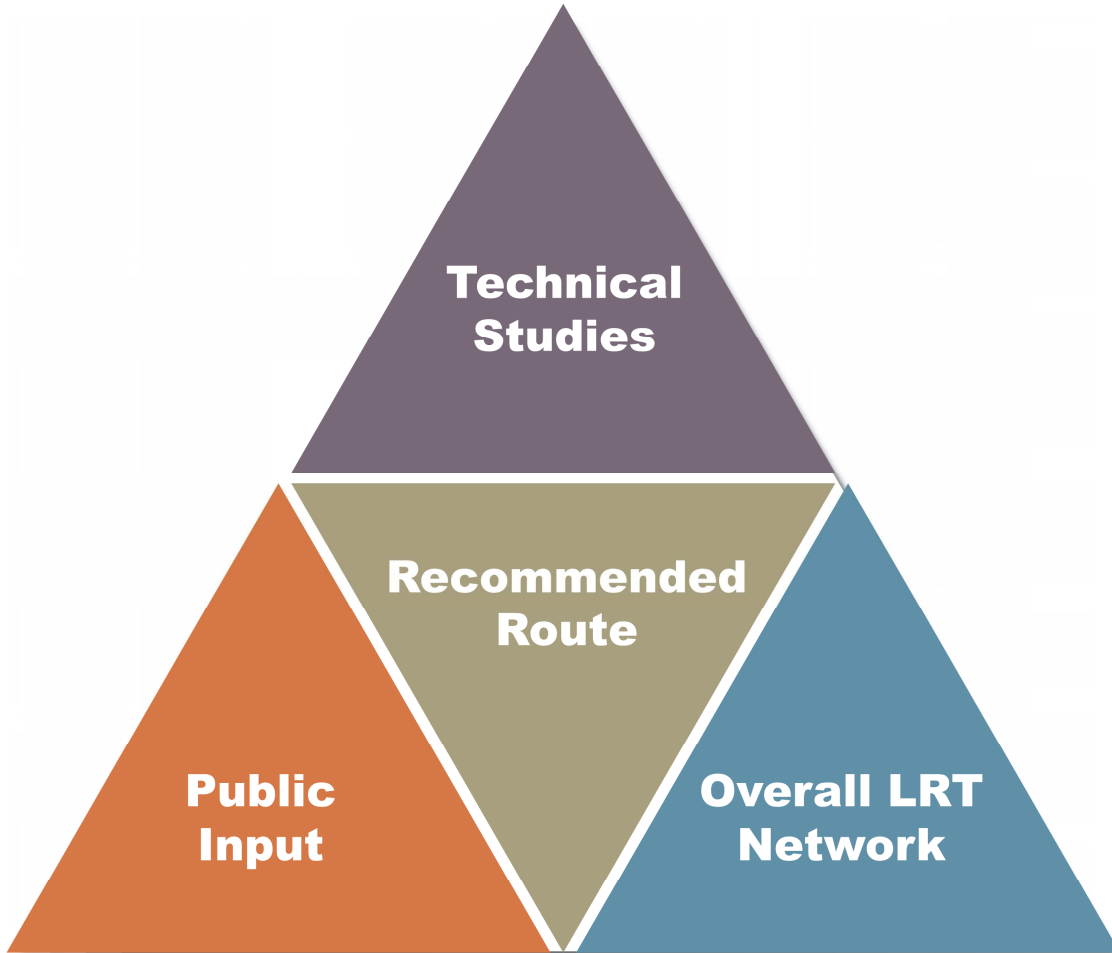 Technical
Studies
Recommended
Route
Public
Input
Overall LRT
Network